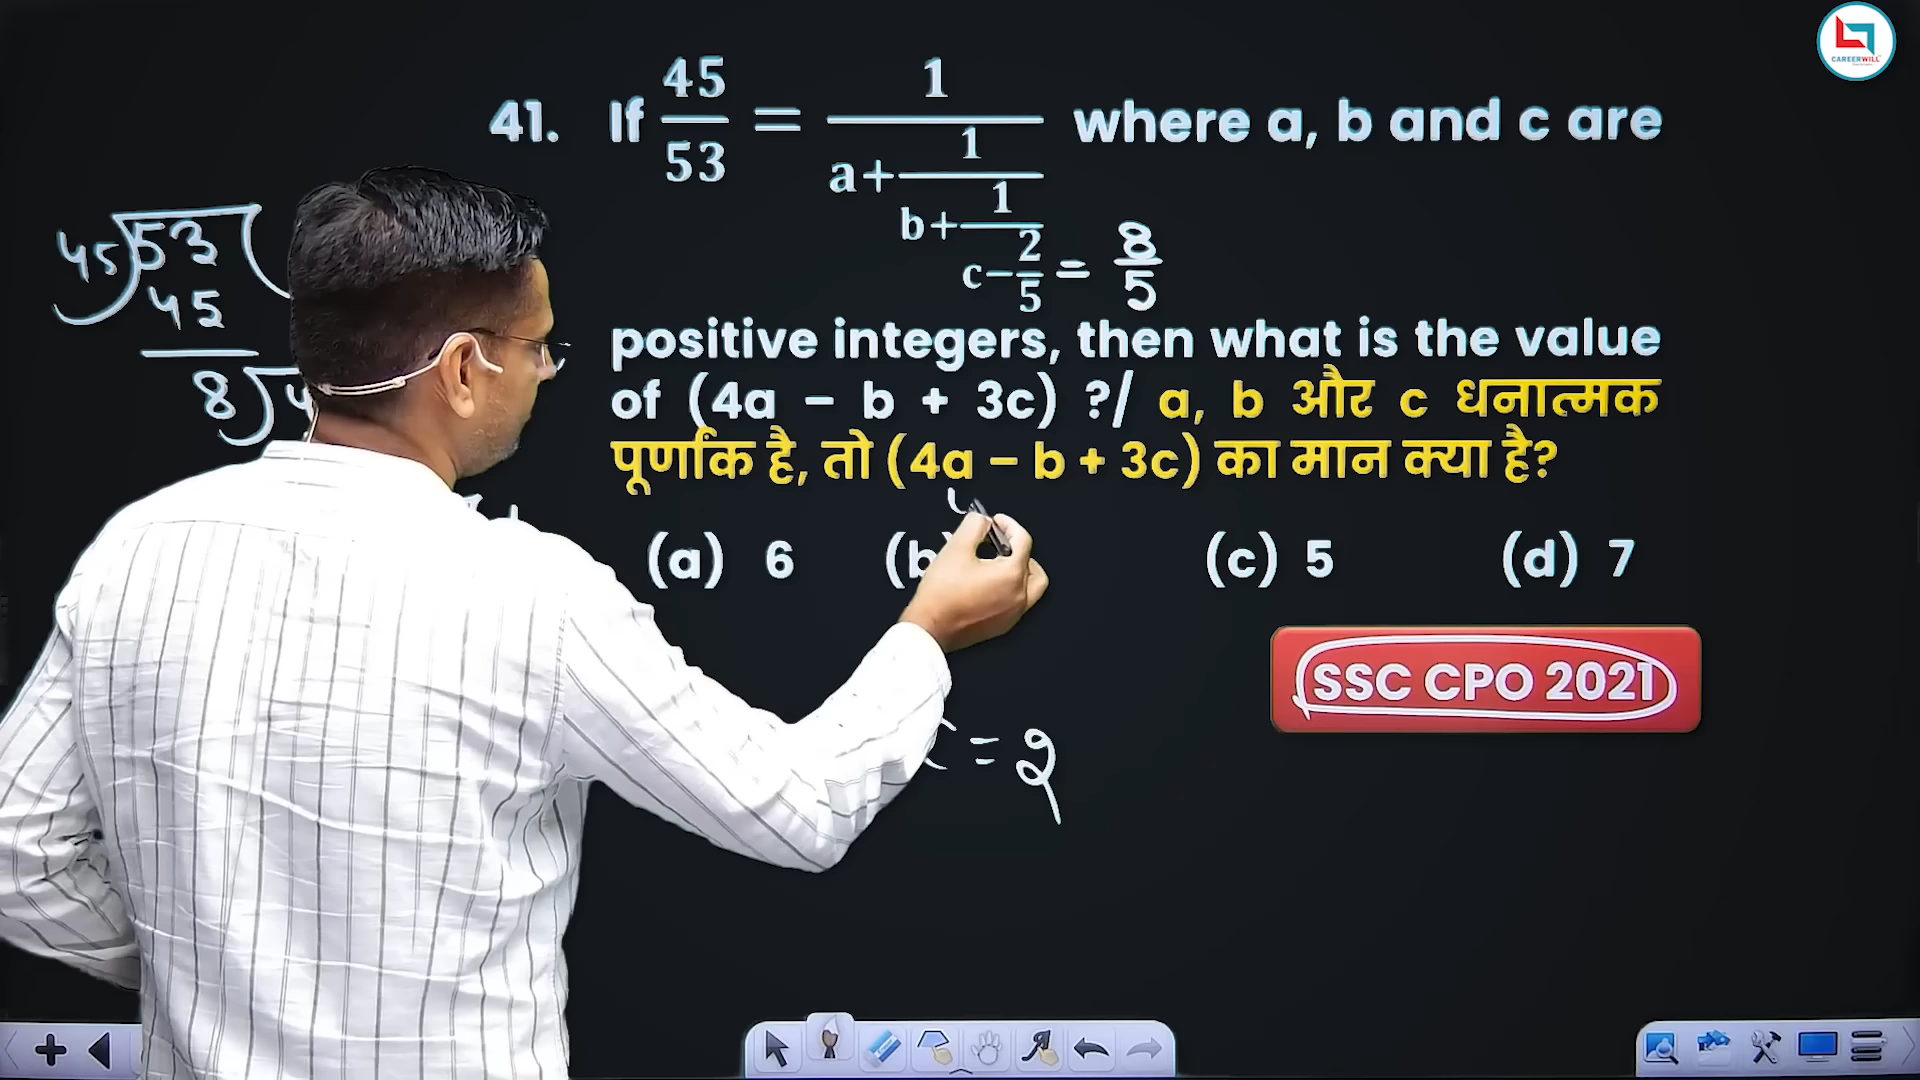 CAREERWILL
41. If 45/53 = 1/(a+1/(b+1/(c−2/5))) where a, b and c are
= 8/5
positive integers, then what is the value
of (4a − b + 3c) ?/ a, b और c धनात्मक
पूर्णांक है, तो (4a − b + 3c) का मान क्या है?
(a) 6 (b) (c) 5 (d) 7
SSC CPO 2021
45)53(
45
8)4
c = 2